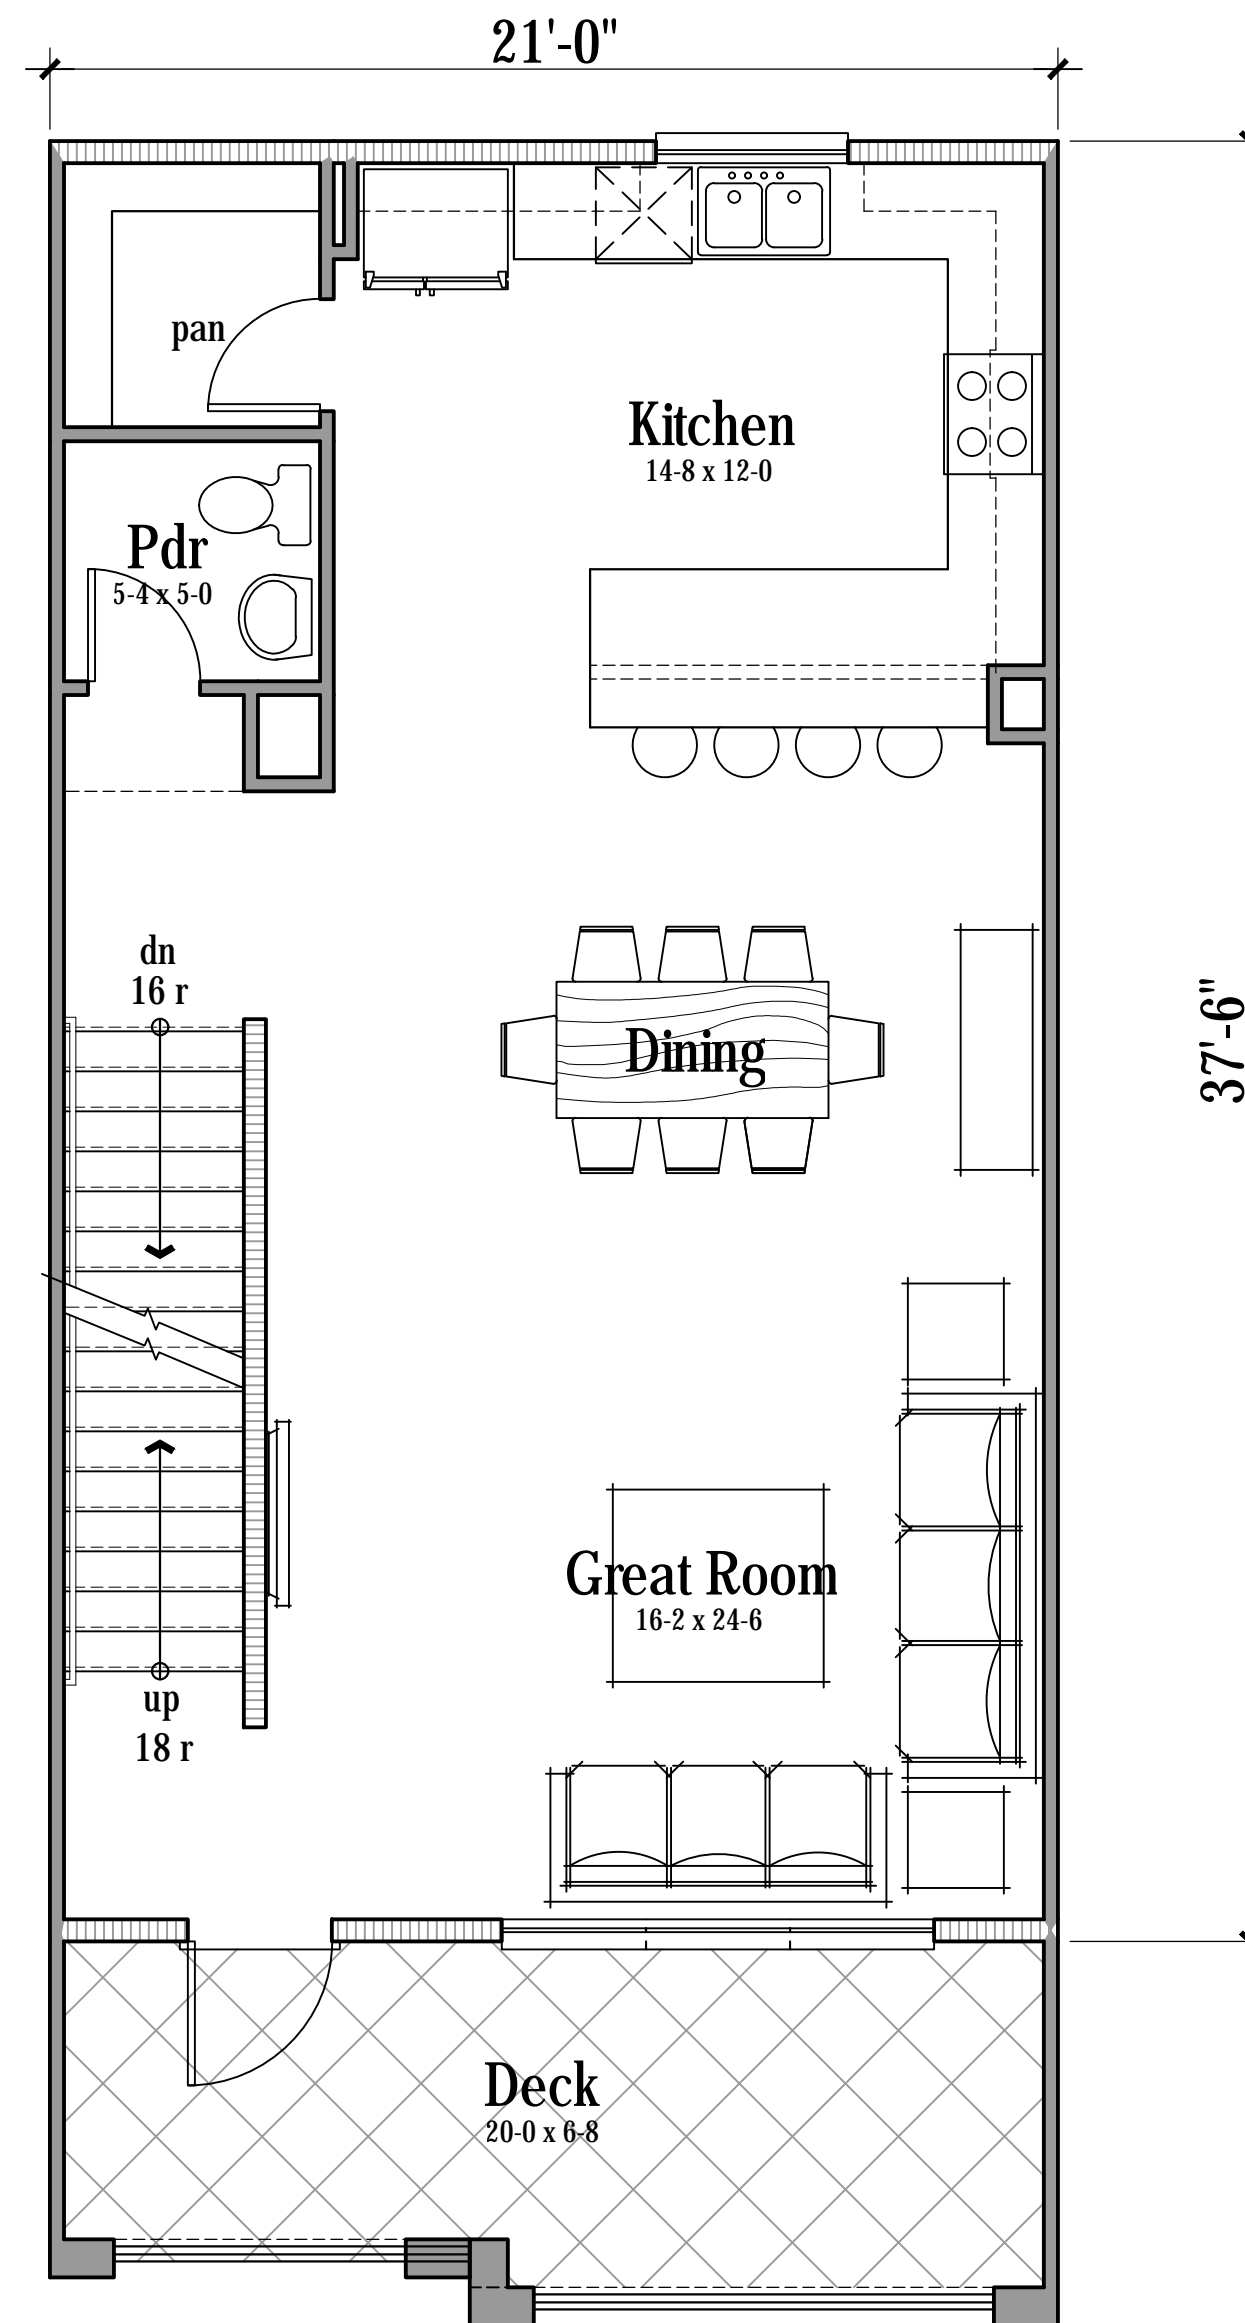 21'-0"
pan
Kitchen
14-8 x 12-0
Pdr
5-4 x 5-0
dn
16 r
Dining
37'-6"
Great Room
16-2 x 24-6
up
18 r
Deck
20-0 x 6-8